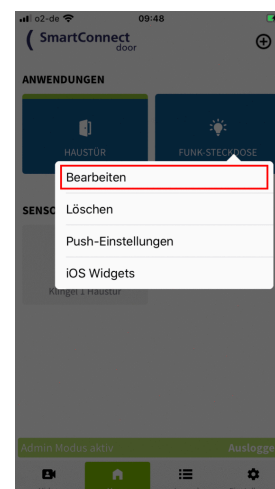 o2-de 09:48
SmartConnect
door
ANWENDUNGEN
HAUSTÜR
FUNK-STECKDOSE
Bearbeiten
SENSO
Löschen
Push-Einstellungen
iOS Widgets
Klingel 1 Haustür
Admin Modus aktiv Auslogge